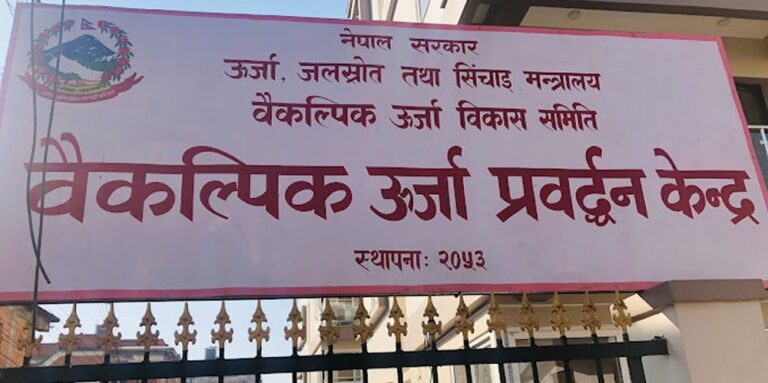 नेपाल सरकार
ऊर्जा, जलस्रोत तथा सिंचाइ मन्त्रालय
वैकल्पिक ऊर्जा विकास समिति
वैकल्पिक ऊर्जा प्रवर्द्धन केन्द्र
स्थापनाः २०५३